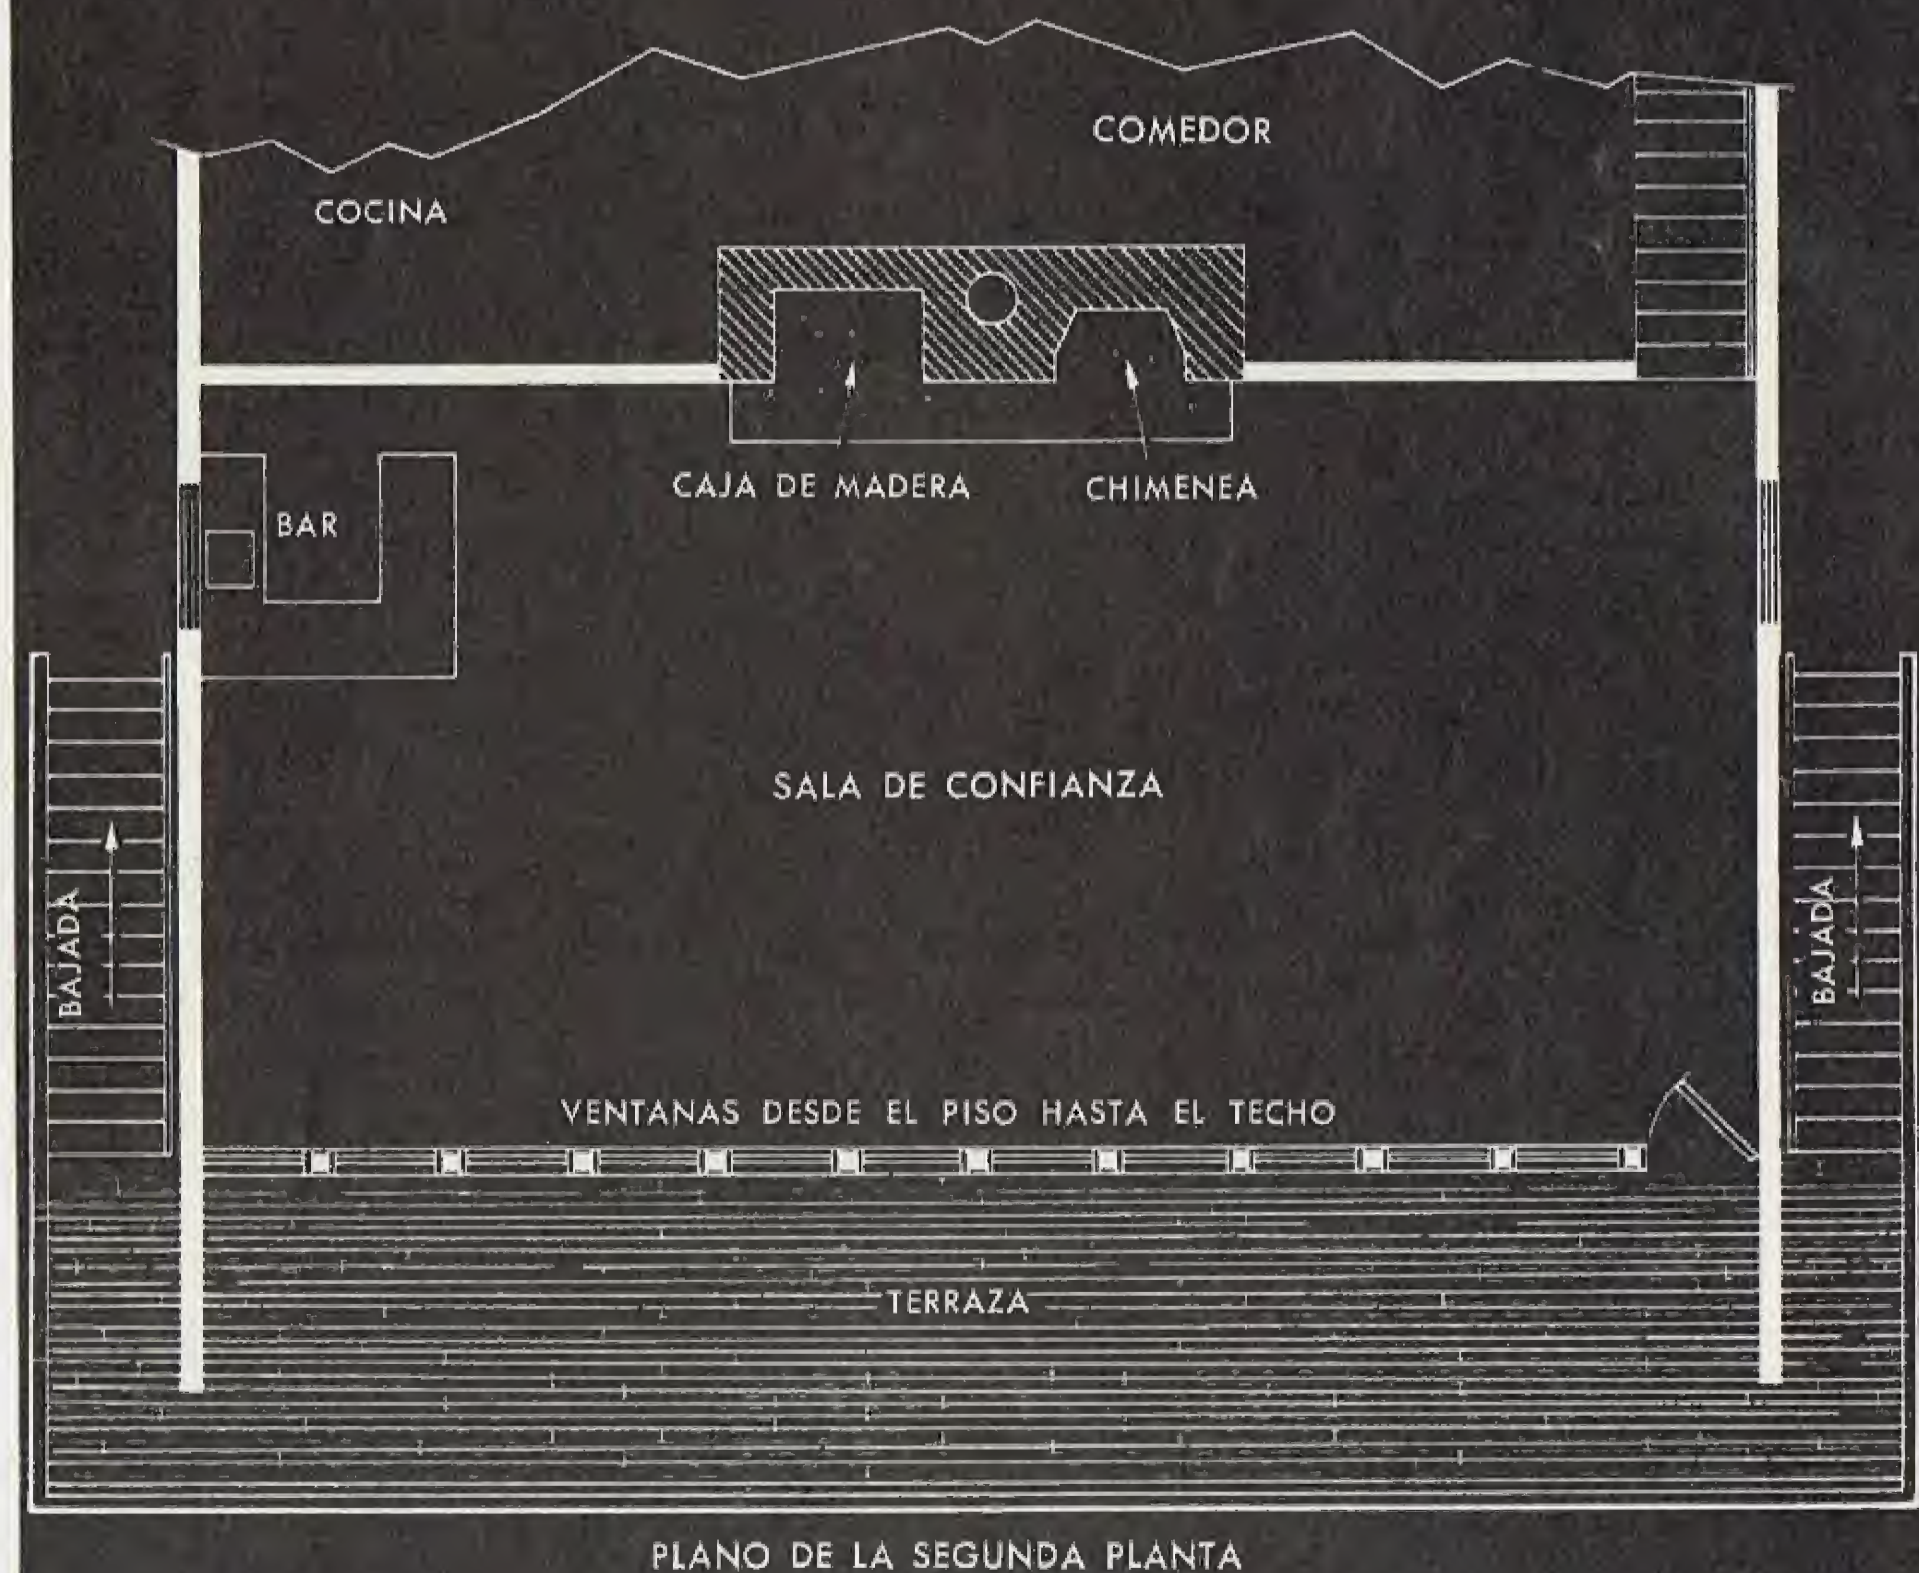 COMEDOR
COCINA
CAJA DE MADERA
CHIMENEA
BAR
SALA DE CONFIANZA
BAJADA
BAJADA
VENTANAS DESDE EL PISO HASTA EL TECHO
TERRAZA
PLANO DE LA SEGUNDA PLANTA